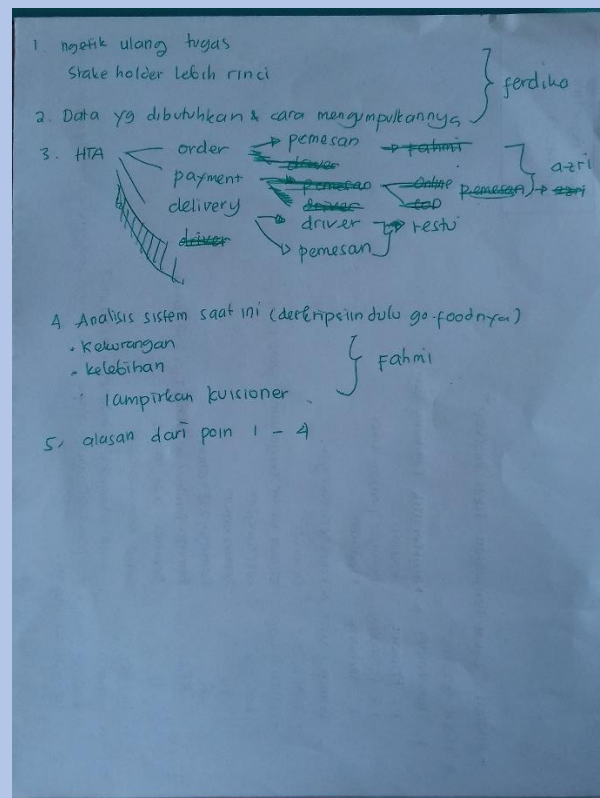 1. ngetik ulang tugas
Stake holder lebih rinci
} ferdika
2. Data yg dibutuhkan & cara mengumpulkannya
3. HTA order → pemesan → fahmi
driver
} azri
payment → pemesan online pemesan → azri
driver COD
delivery → driver → restu
driver
→ pemesan
4. Analisis sistem saat ini (deskripsiin dulu go-foodnya)
• Kekurangan
• kelebihan
} Fahmi
lampirkan kuisioner
5. alasan dari poin 1 - 4